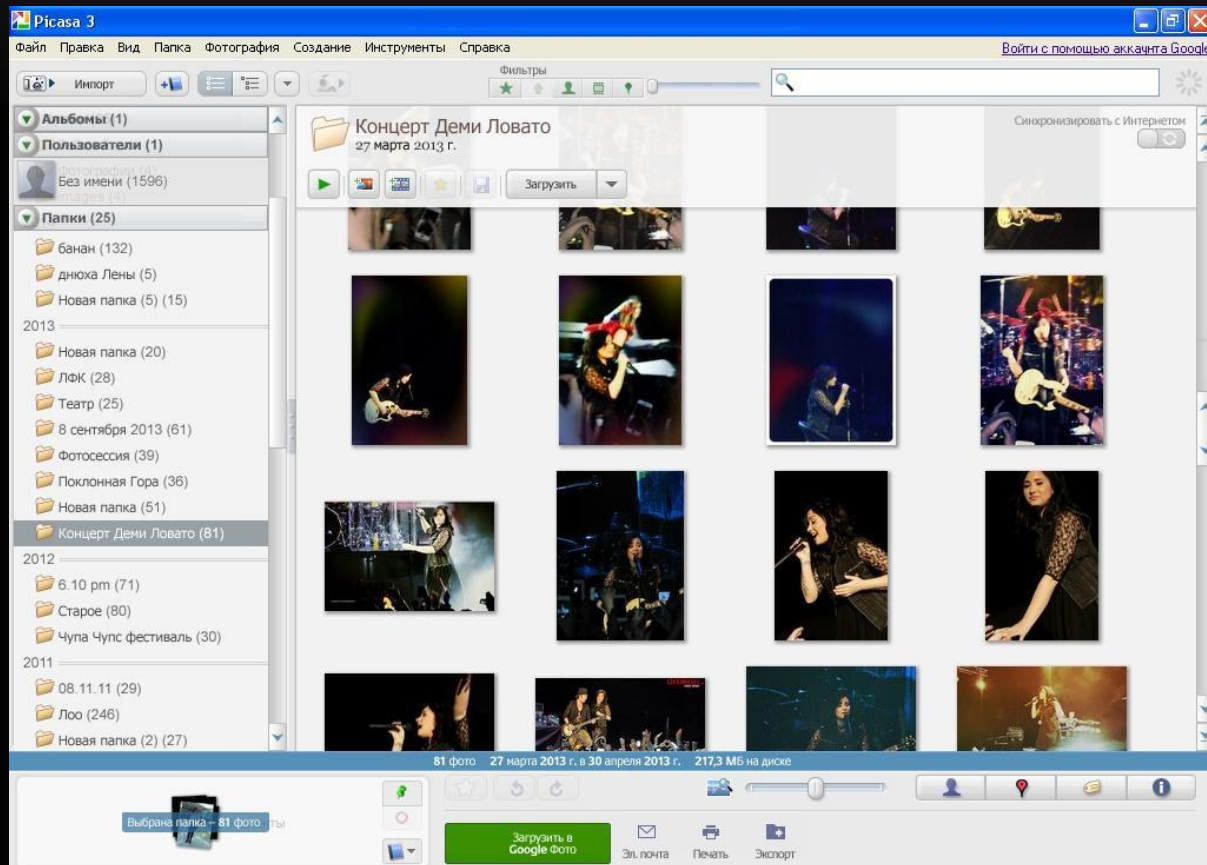 Picasa 3
Файл Правка Вид Папка Фотография Создание Инструменты Справка
Войти с помощью аккаунта Google
Импорт
Фильтры
Альбомы (1)
Пользователи (1)
Фотографии (4)
Без имени (1596)
images (4)
Папки (25)
банан (132)
днюха Лены (5)
Новая папка (5) (15)
2013
Новая папка (20)
ЛФК (28)
Театр (25)
8 сентября 2013 (61)
Фотосессия (39)
Поклонная Гора (36)
Новая папка (51)
Концерт Деми Ловато (81)
2012
6.10 pm (71)
Старое (80)
Чупа Чупс фестиваль (30)
2011
08.11.11 (29)
Лоо (246)
Новая папка (2) (27)
Концерт Деми Ловато
27 марта 2013 г.
Синхронизировать с Интернетом
Загрузить
81 фото 27 марта 2013 г. в 30 апреля 2013 г. 217,3 МБ на диске
Выбрана папка – 81 фото
Загрузить в
Google Фото
Эл. почта
Печать
Экспорт